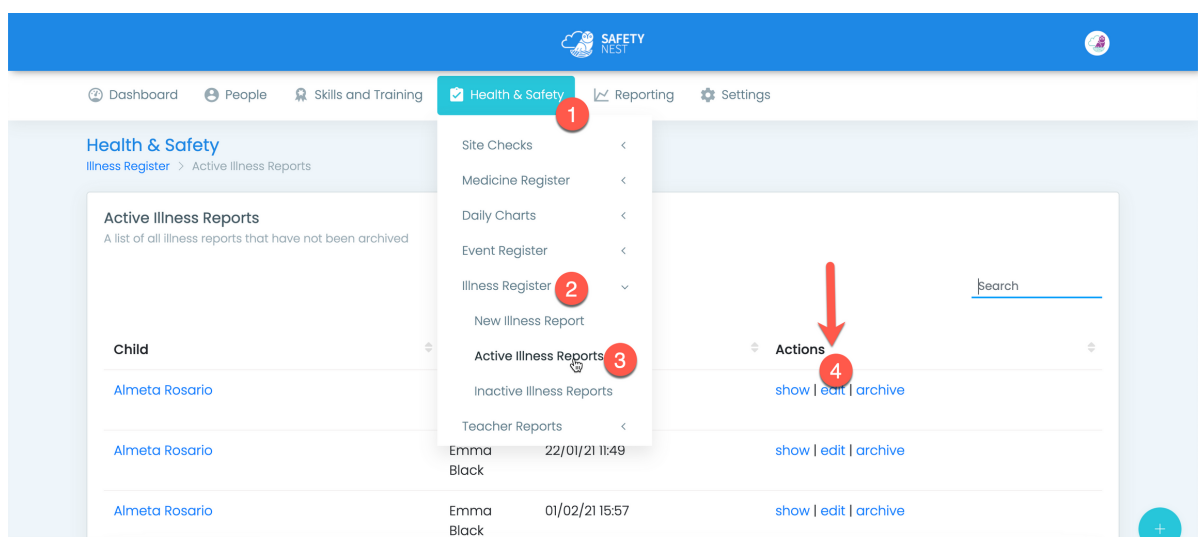 SAFETY
NEST
Dashboard People Skills and Training Health & Safety Reporting Settings
1
Health & Safety
Illness Register > Active Illness Reports
Site Checks
Medicine Register
Daily Charts
Event Register
Illness Register 2
New Illness Report
Active Illness Reports 3
Inactive Illness Reports
Teacher Reports
Active Illness Reports
A list of all illness reports that have not been archived
Search
Child Actions
4
Almeta Rosario show | edit | archive
Almeta Rosario Emma Black 22/01/21 11:49 show | edit | archive
Almeta Rosario Emma Black 01/02/21 15:57 show | edit | archive